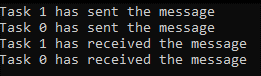 Task 1 has sent the message
Task 0 has sent the message
Task 1 has received the message
Task 0 has received the message